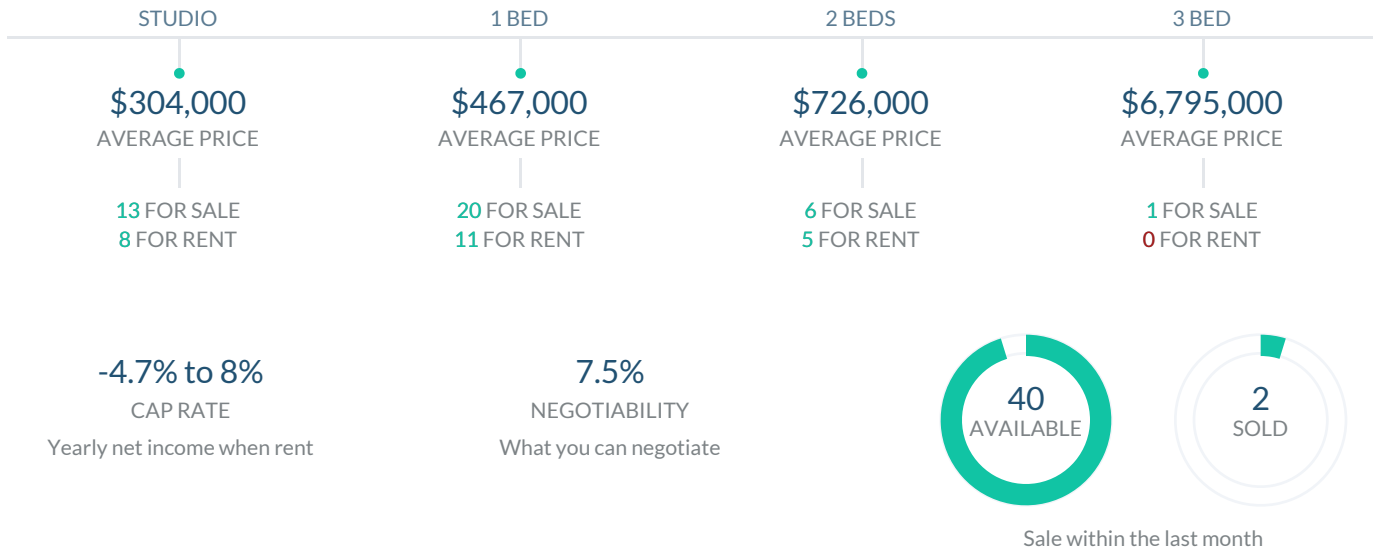 STUDIO
1 BED
2 BEDS
3 BED
$304,000
$467,000
$726,000
$6,795,000
AVERAGE PRICE
AVERAGE PRICE
AVERAGE PRICE
AVERAGE PRICE
13 FOR SALE
20 FOR SALE
6 FOR SALE
1 FOR SALE
8 FOR RENT
11 FOR RENT
5 FOR RENT
0 FOR RENT
-4.7% to 8%
CAP RATE
Yearly net income when rent
7.5%
NEGOTIABILITY
What you can negotiate
40
AVAILABLE
2
SOLD
Sale within the last month